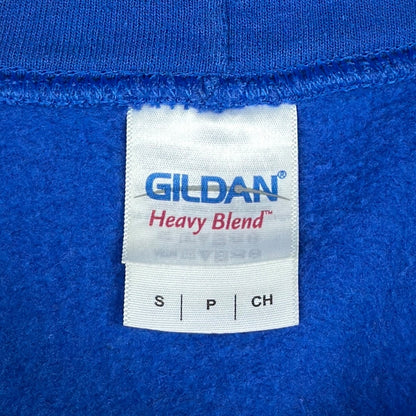 GILDAN®
Heavy Blend™
S | P | CH